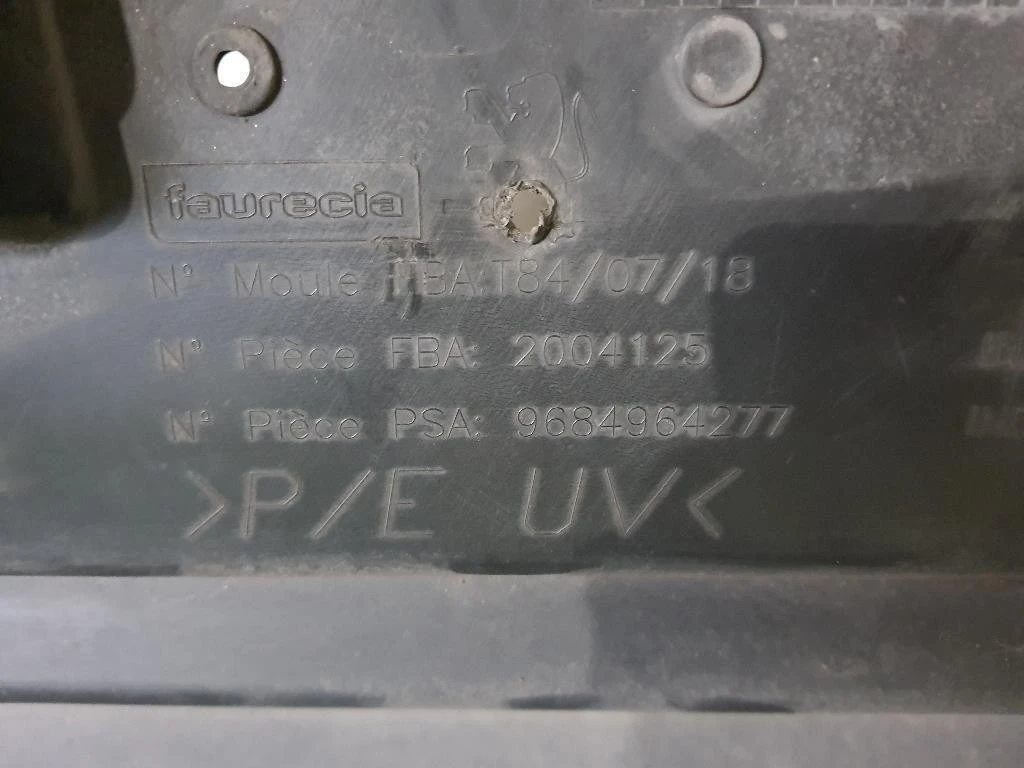 faurecia
N° Moule FBA:T84/07/18
N° Pièce FBA: 2004125
N° Pièce PSA: 9684964277
>P/E UV<